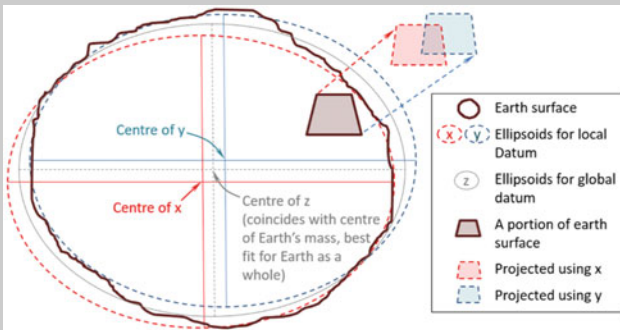 Centre of y
Centre of x
Centre of z
(coincides with centre
of Earth's mass, best
fit for Earth as a
whole)
Earth surface
x y Ellipsoids for local
Datum
z Ellipsoids for global
datum
A portion of earth
surface
Projected using x
Projected using y